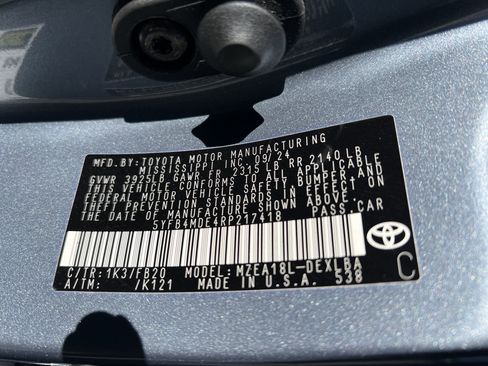 MFD. BY: TOYOTA MOTOR MANUFACTURING
MISSISSIPPI INC. 09/24
GVWR 3925LB GAWR FR 2315 LB RR 2140 LB
THIS VEHICLE CONFORMS TO ALL APPLICABLE
FEDERAL MOTOR VEHICLE SAFETY, BUMPER, AND
THEFT PREVENTION STANDARDS IN EFFECT ON
THE DATE OF MANUFACTURE SHOWN ABOVE.
5YFB4MDE4RP217418 PASS.CAR
C/TR: 1K37/FB20 MODEL: MZEA18L-DEXLBA
A/TM: /K121 MADE IN U.S.A. 538
C